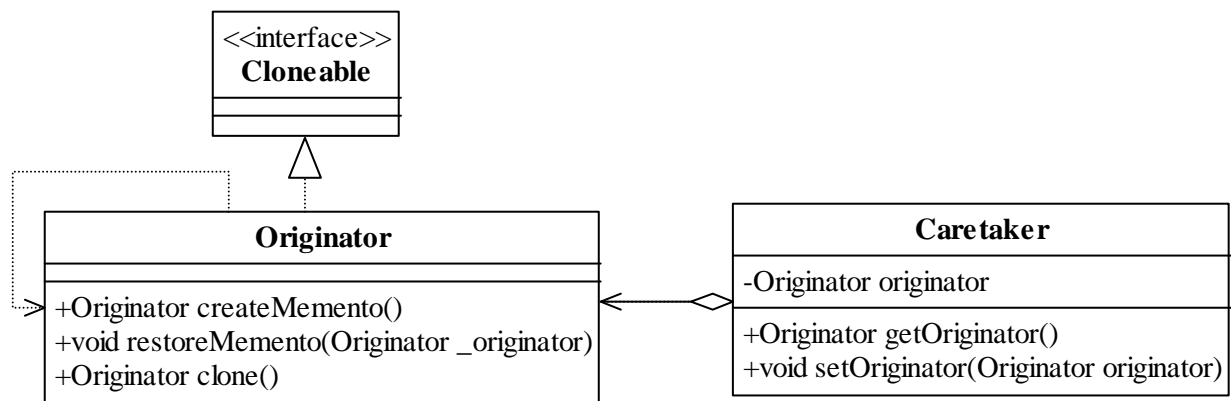 <<interface>>
Cloneable
Originator
+Originator createMemento()
+void restoreMemento(Originator _originator)
+Originator clone()
Caretaker
-Originator originator
+Originator getOriginator()
+void setOriginator(Originator originator)